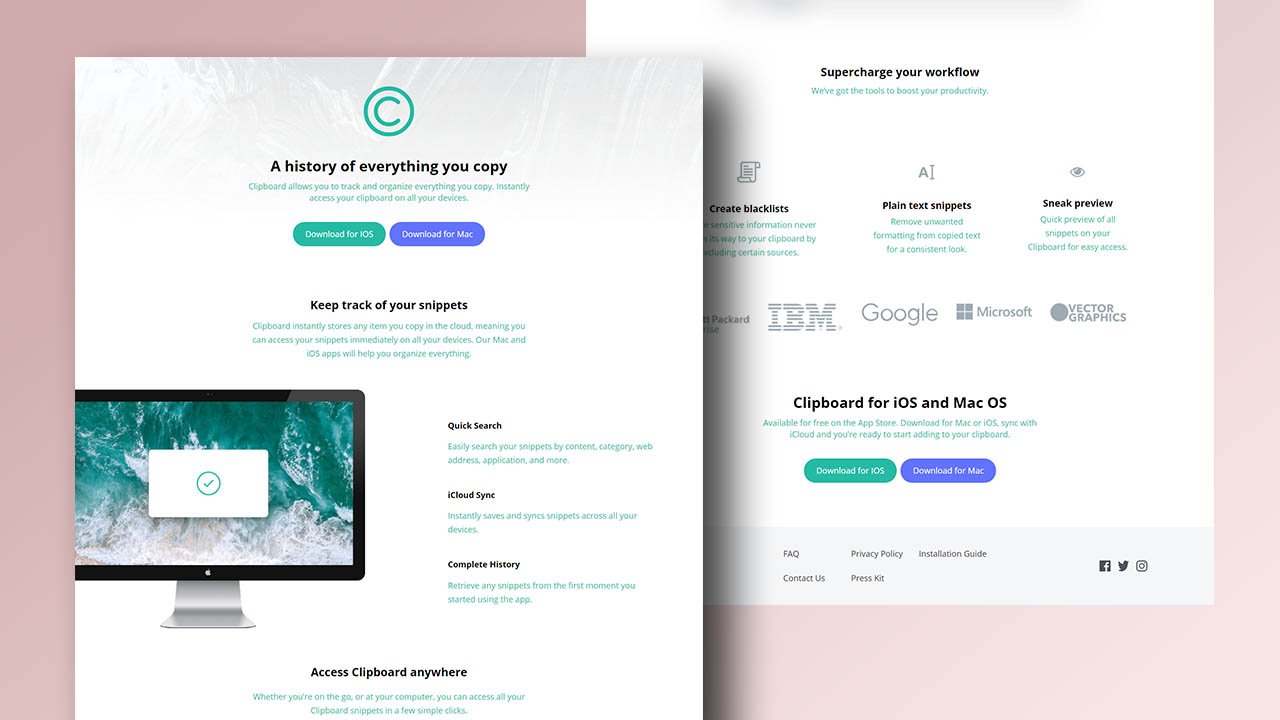 A history of everything you copy
Clipboard allows you to track and organize everything you copy. Instantly
access your clipboard on all your devices.
Download for IOS
Download for Mac
Keep track of your snippets
Clipboard instantly stores any item you copy in the cloud, meaning you
can access your snippets immediately on all your devices. Our Mac and
iOS apps will help you organize everything.
Quick Search
Easily search your snippets by content, category, web
address, application, and more.
iCloud Sync
Instantly saves and syncs snippets across all your
devices.
Complete History
Retrieve any snippets from the first moment you
started using the app.
Access Clipboard anywhere
Whether you're on the go, or at your computer, you can access all your
Clipboard snippets in a few simple clicks.
Supercharge your workflow
We've got the tools to boost your productivity.
Create blacklists
sensitive information never
its way to your clipboard by
certain sources.
Plain text snippets
Remove unwanted
formatting from copied text
for a consistent look.
Sneak preview
Quick preview of all
snippets on your
Clipboard for easy access.
Packard
IBM
Google
Microsoft
VECTOR
GRAPHICS
Clipboard for iOS and Mac OS
Available for free on the App Store. Download for Mac or iOS, sync with
iCloud and you're ready to start adding to your clipboard.
Download for IOS
Download for Mac
FAQ
Privacy Policy
Installation Guide
Contact Us
Press Kit